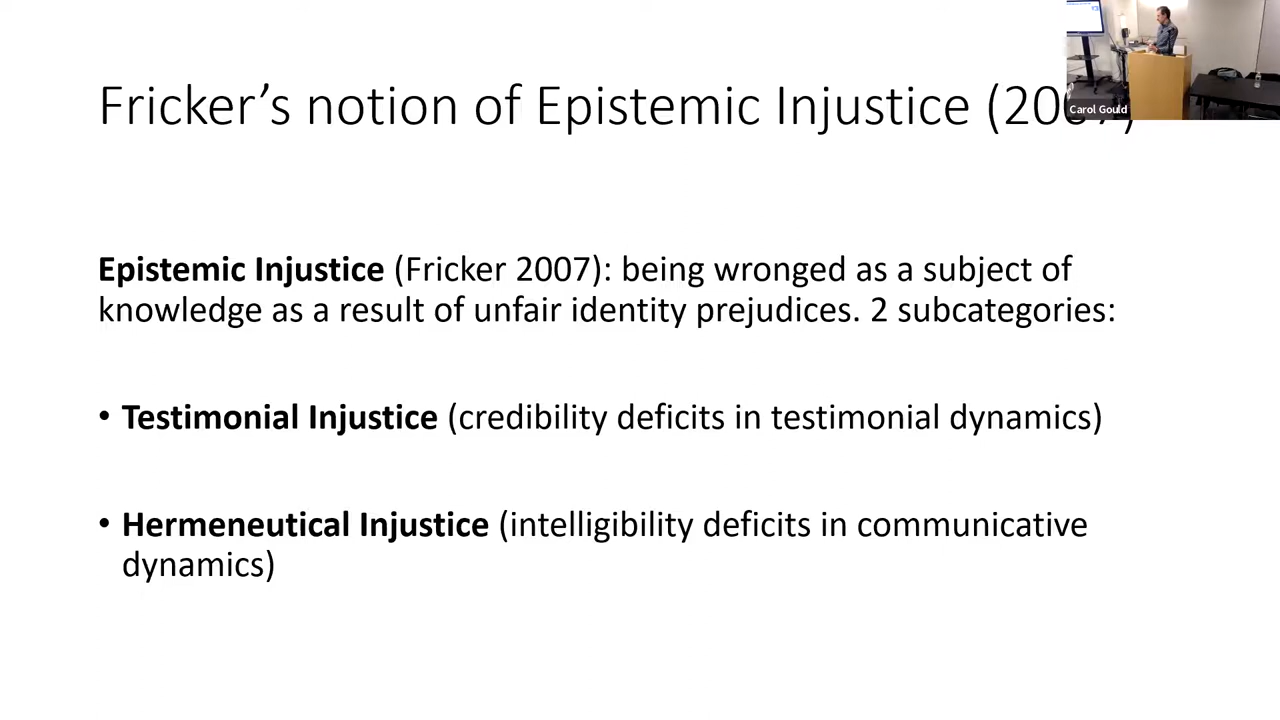 Fricker’s notion of Epistemic Injustice
Carol Gould
Epistemic Injustice (Fricker 2007): being wronged as a subject of
knowledge as a result of unfair identity prejudices. 2 subcategories:
• Testimonial Injustice (credibility deficits in testimonial dynamics)
• Hermeneutical Injustice (intelligibility deficits in communicative
dynamics)